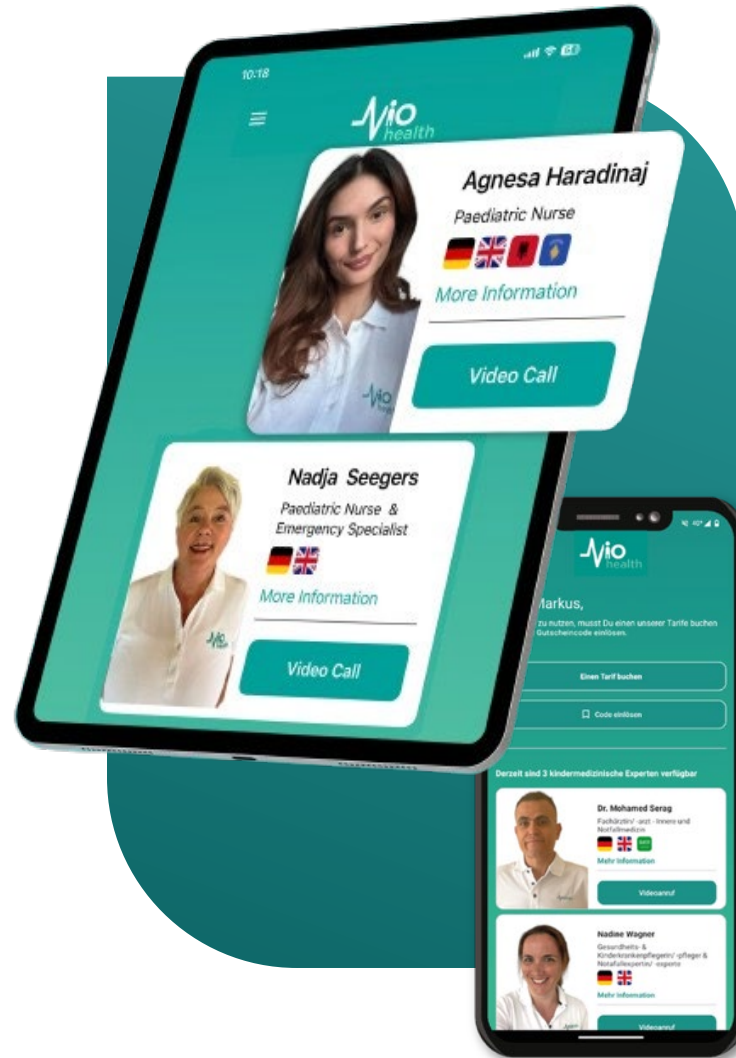 10:18
Vio
health
Agnesa Haradinaj
Paediatric Nurse
More Information
Video Call
Vio
Nadja Seegers
Paediatric Nurse &
Emergency Specialist
More Information
Video Call
Vio
health
Markus,
zu nutzen, musst Du einen unserer Tarife buchen
Gutscheincode einlösen.
Einen Tarif buchen
Code einlösen
Derzeit sind 3 kindermedizinische Experten verfügbar
Dr. Mohamed Serag
Fachärztin/ -arzt - Innere und
Notfallmedizin
Mehr Information
Videoanruf
Nadine Wagner
Gesundheits- &
Kinderkrankenpflegerin/ -pfleger &
Notafallexpertin/ -experte
Mehr Information
Videoanruf